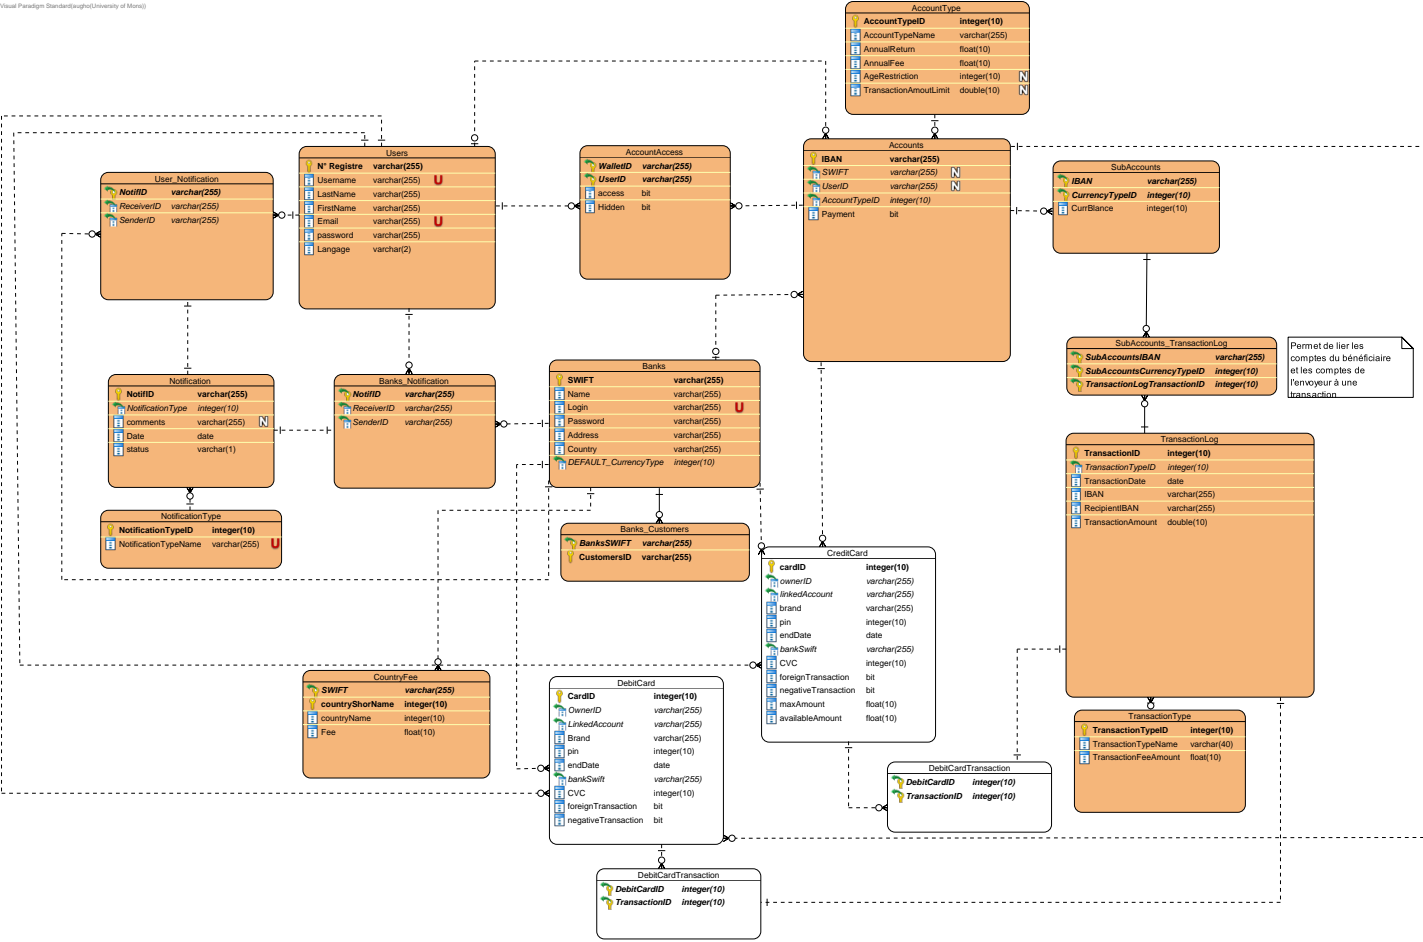 Visual Paradigm Standard(augho(University of Mons))
AccountType
AccountTypeID integer(10)
AccountTypeName varchar(255)
AnnualReturn float(10)
AnnualFee float(10)
AgeRestriction integer(10) N
TransactionAmoutLimit double(10) N
Users
N° Registre varchar(255)
Username varchar(255) U
LastName varchar(255)
FirstName varchar(255)
Email varchar(255) U
password varchar(255)
Langage varchar(2)
AccountAccess
WalletID varchar(255)
UserID varchar(255)
access bit
Hidden bit
Accounts
IBAN varchar(255)
SWIFT varchar(255) N
UserID varchar(255) N
AccountTypeID integer(10)
Payment bit
SubAccounts
IBAN varchar(255)
CurrencyTypeID integer(10)
CurrBlance integer(10)
User_Notification
NotifID varchar(255)
ReceiverID varchar(255)
SenderID varchar(255)
SubAccounts_TransactionLog
SubAccountsIBAN varchar(255)
SubAccountsCurrencyTypeID integer(10)
TransactionLogTransactionID integer(10)
Permet de lier les
comptes du bénéficiaire
et les comptes de
l'envoyeur à une
transaction
Notification
NotifID varchar(255)
NotificationType integer(10)
comments varchar(255) N
Date date
status varchar(1)
Banks_Notification
NotifID varchar(255)
ReceiverID varchar(255)
SenderID varchar(255)
Banks
SWIFT varchar(255)
Name varchar(255)
Login varchar(255) U
Password varchar(255)
Address varchar(255)
Country varchar(255)
DEFAULT_CurrencyType integer(10)
TransactionLog
TransactionID integer(10)
TransactionTypeID integer(10)
TransactionDate date
IBAN varchar(255)
RecipientIBAN varchar(255)
TransactionAmount double(10)
NotificationType
NotificationTypeID integer(10)
NotificationTypeName varchar(255) U
Banks_Customers
BanksSWIFT varchar(255)
CustomersID varchar(255)
CreditCard
cardID integer(10)
ownerID varchar(255)
linkedAccount varchar(255)
brand varchar(255)
pin integer(10)
endDate date
bankSwift varchar(255)
CVC integer(10)
foreignTransaction bit
negativeTransaction bit
maxAmount float(10)
availableAmount float(10)
CountryFee
SWIFT varchar(255)
countryShorName integer(10)
countryName integer(10)
Fee float(10)
DebitCard
CardID integer(10)
OwnerID varchar(255)
LinkedAccount varchar(255)
Brand varchar(255)
pin integer(10)
endDate date
bankSwift varchar(255)
CVC integer(10)
foreignTransaction bit
negativeTransaction bit
TransactionType
TransactionTypeID integer(10)
TransactionTypeName varchar(40)
TransactionFeeAmount float(10)
DebitCardTransaction
DebitCardID integer(10)
TransactionID integer(10)
DebitCardTransaction
DebitCardID integer(10)
TransactionID integer(10)